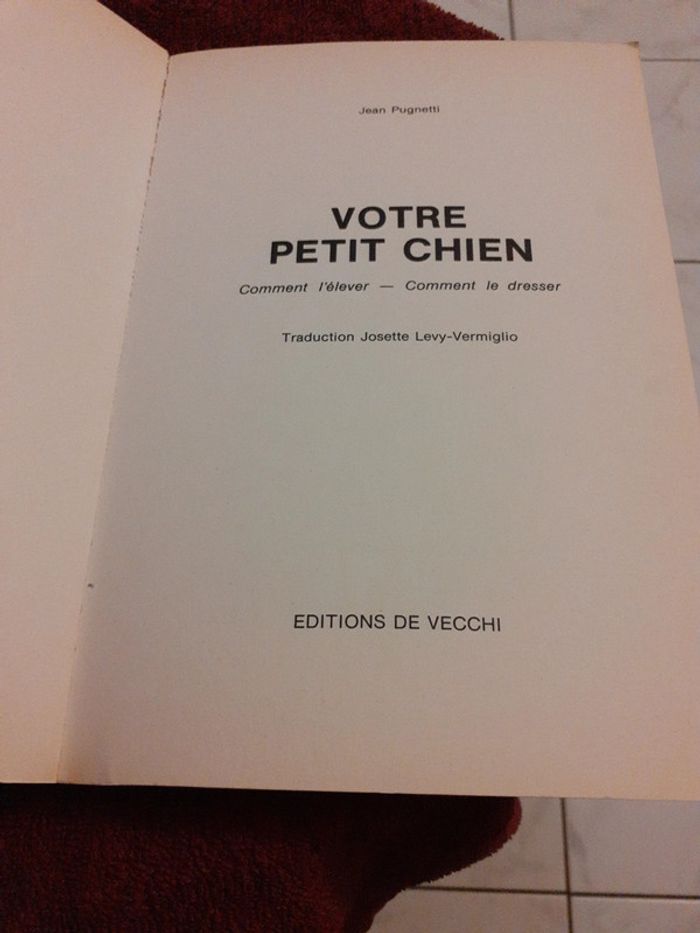 Jean Pugnetti
VOTRE
PETIT CHIEN
Comment l'élever — Comment le dresser
Traduction Josette Levy-Vermiglio
EDITIONS DE VECCHI